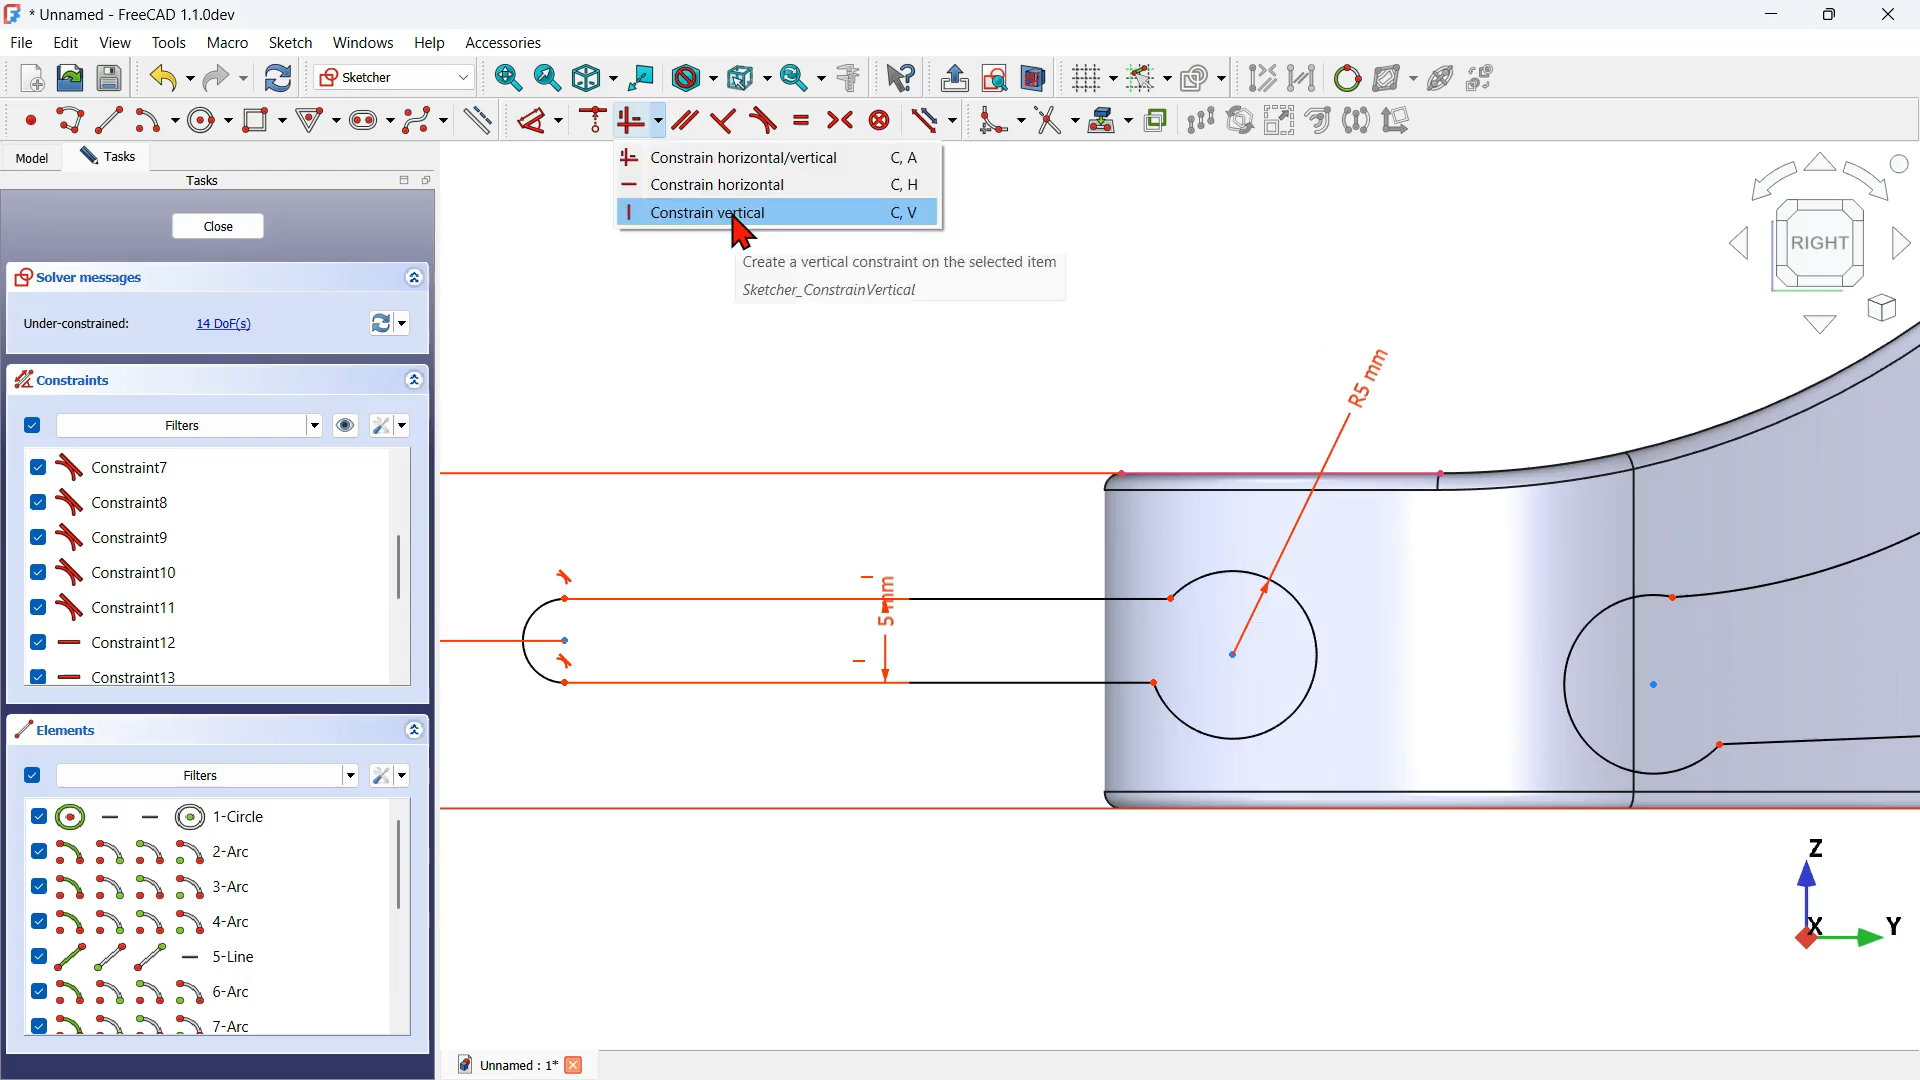 * Unnamed - FreeCAD 1.1.0dev
File Edit View Tools Macro Sketch Windows Help Accessories
Sketcher
Model Tasks
Tasks
Close
Solver messages
Under-constrained: 14 DoF(s)
Constraints
Filters
Constraint7
Constraint8
Constraint9
Constraint10
Constraint11
Constraint12
Constraint13
Elements
Filters
1-Circle
2-Arc
3-Arc
4-Arc
5-Line
6-Arc
7-Arc
Constrain horizontal/vertical C, A
Constrain horizontal C, H
Constrain vertical C, V
Create a vertical constraint on the selected item
Sketcher_ConstrainVertical
R5 mm
5 mm
RIGHT
Z
X
Y
Unnamed : 1*